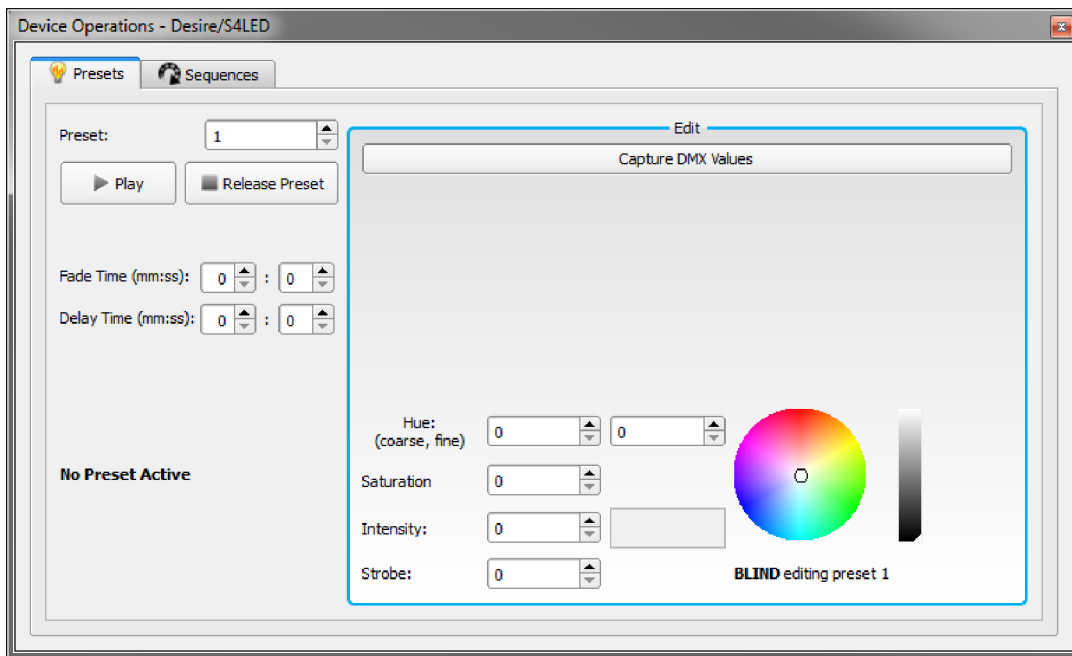 Device Operations - Desire/S4LED
Presets
Sequences
Preset:
1
Play
Release Preset
Fade Time (mm:ss):
0 : 0
Delay Time (mm:ss):
0 : 0
No Preset Active
Edit
Capture DMX Values
Hue:
(coarse, fine)
0
0
Saturation
0
Intensity:
0
Strobe:
0
BLIND editing preset 1